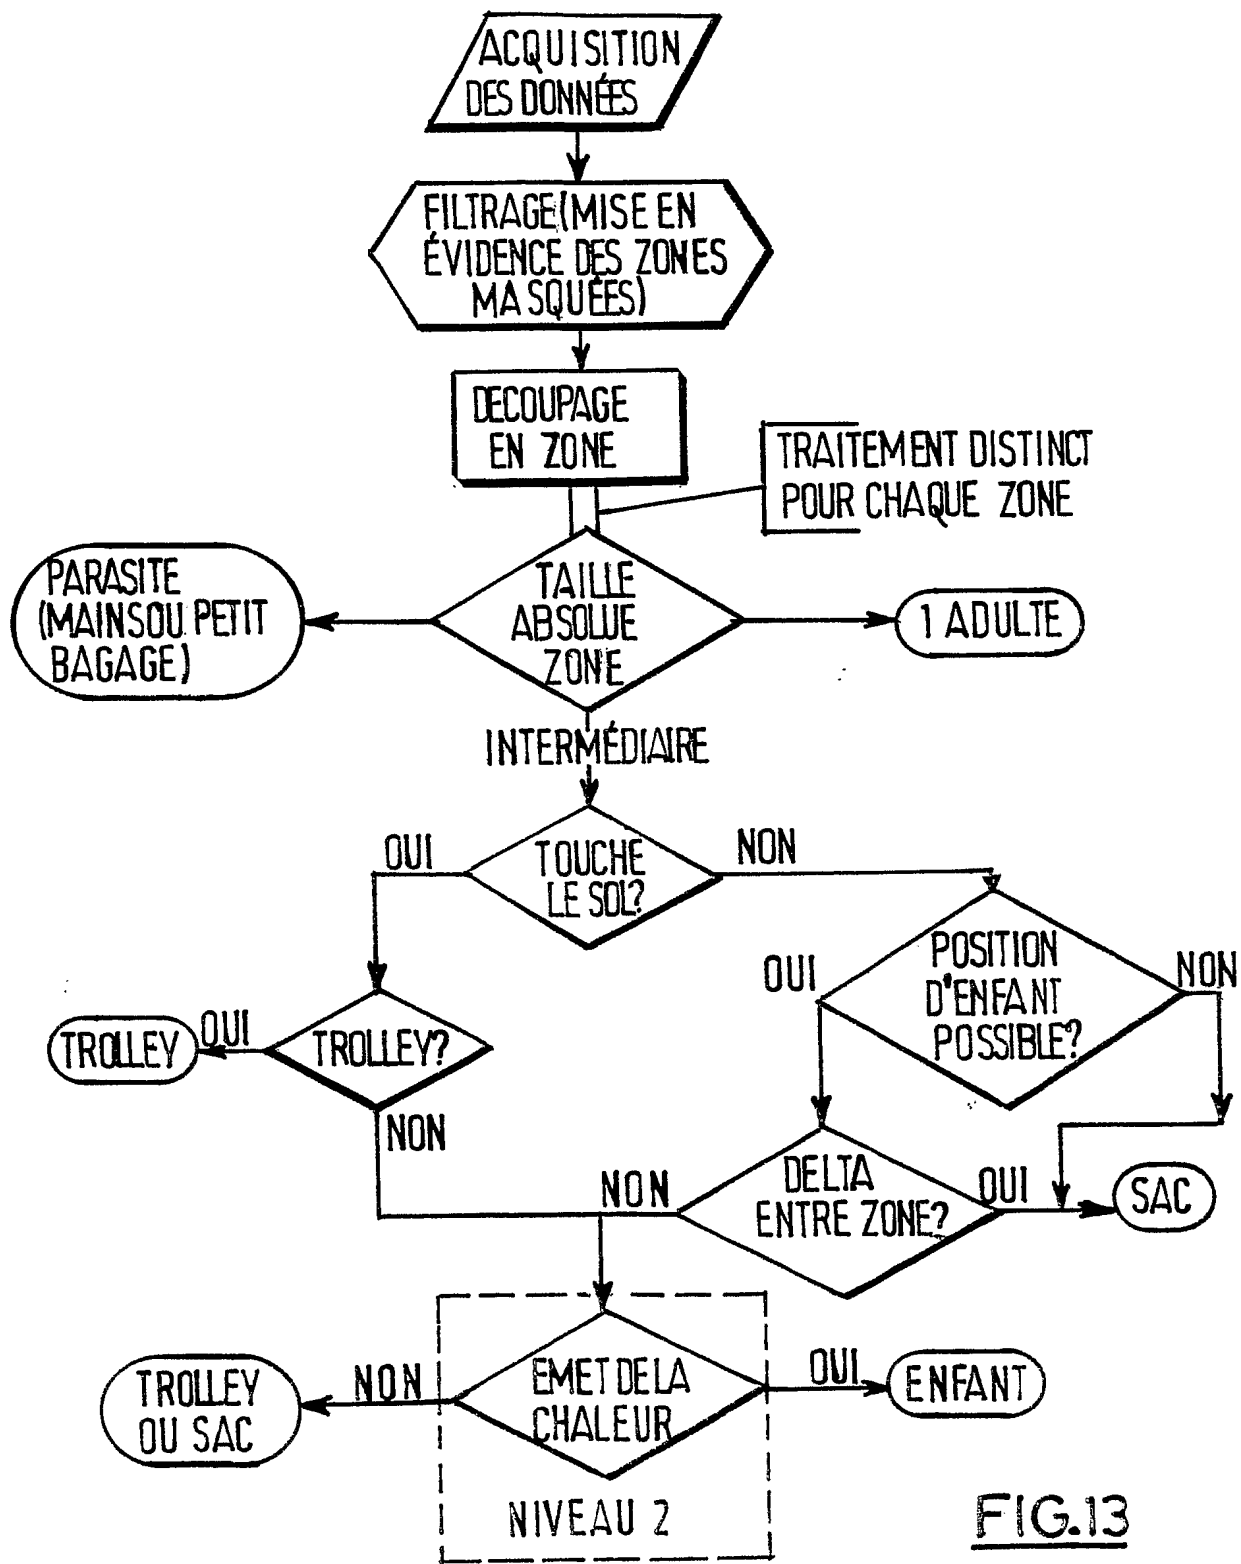 ACQUISITION
DES DONNÉES
FILTRAGE (MISE EN
ÉVIDENCE DES ZONES
MASQUÉES)
DECOUPAGE
EN ZONE
TRAITEMENT DISTINCT
POUR CHAQUE ZONE
PARASITE
(MAINS OU PETIT
BAGAGE)
TAILLE
ABSOLUE
ZONE
1 ADULTE
INTERMÉDIAIRE
OUI
TOUCHE
LE SOL?
NON
OUI
POSITION
D'ENFANT
POSSIBLE?
NON
TROLLEY
OUI
TROLLEY?
NON
NON
DELTA
ENTRE ZONE?
OUI
SAC
TROLLEY
OU SAC
NON
EMET DE LA
CHALEUR
OUI
ENFANT
NIVEAU 2
FIG.13